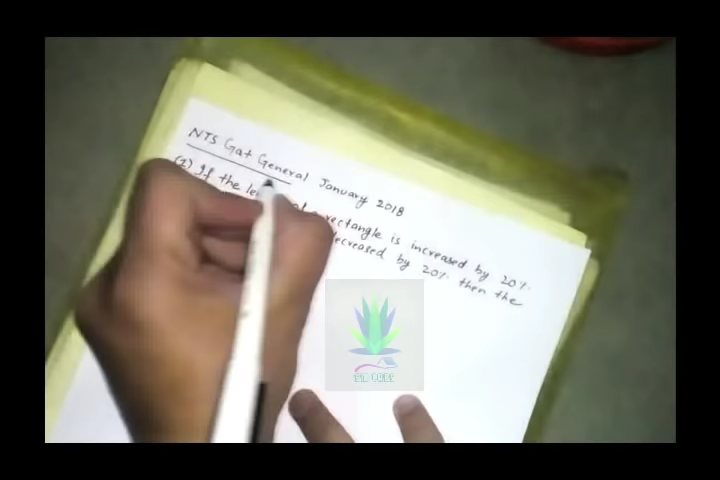 NTS Gat General January 2018
(1) If the rectangle is increased by 20%
decreased by 20% then the